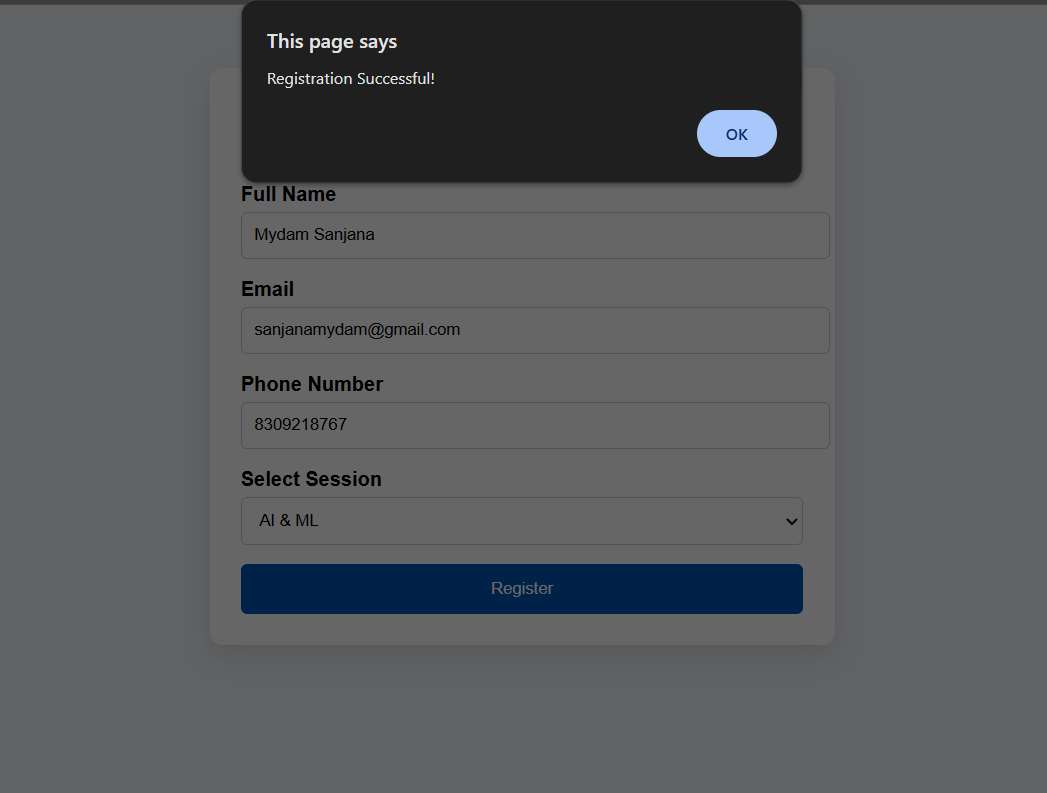 This page says
Registration Successful!
OK
Full Name
Mydam Sanjana
Email
sanjanamydam@gmail.com
Phone Number
8309218767
Select Session
AI & ML
Register